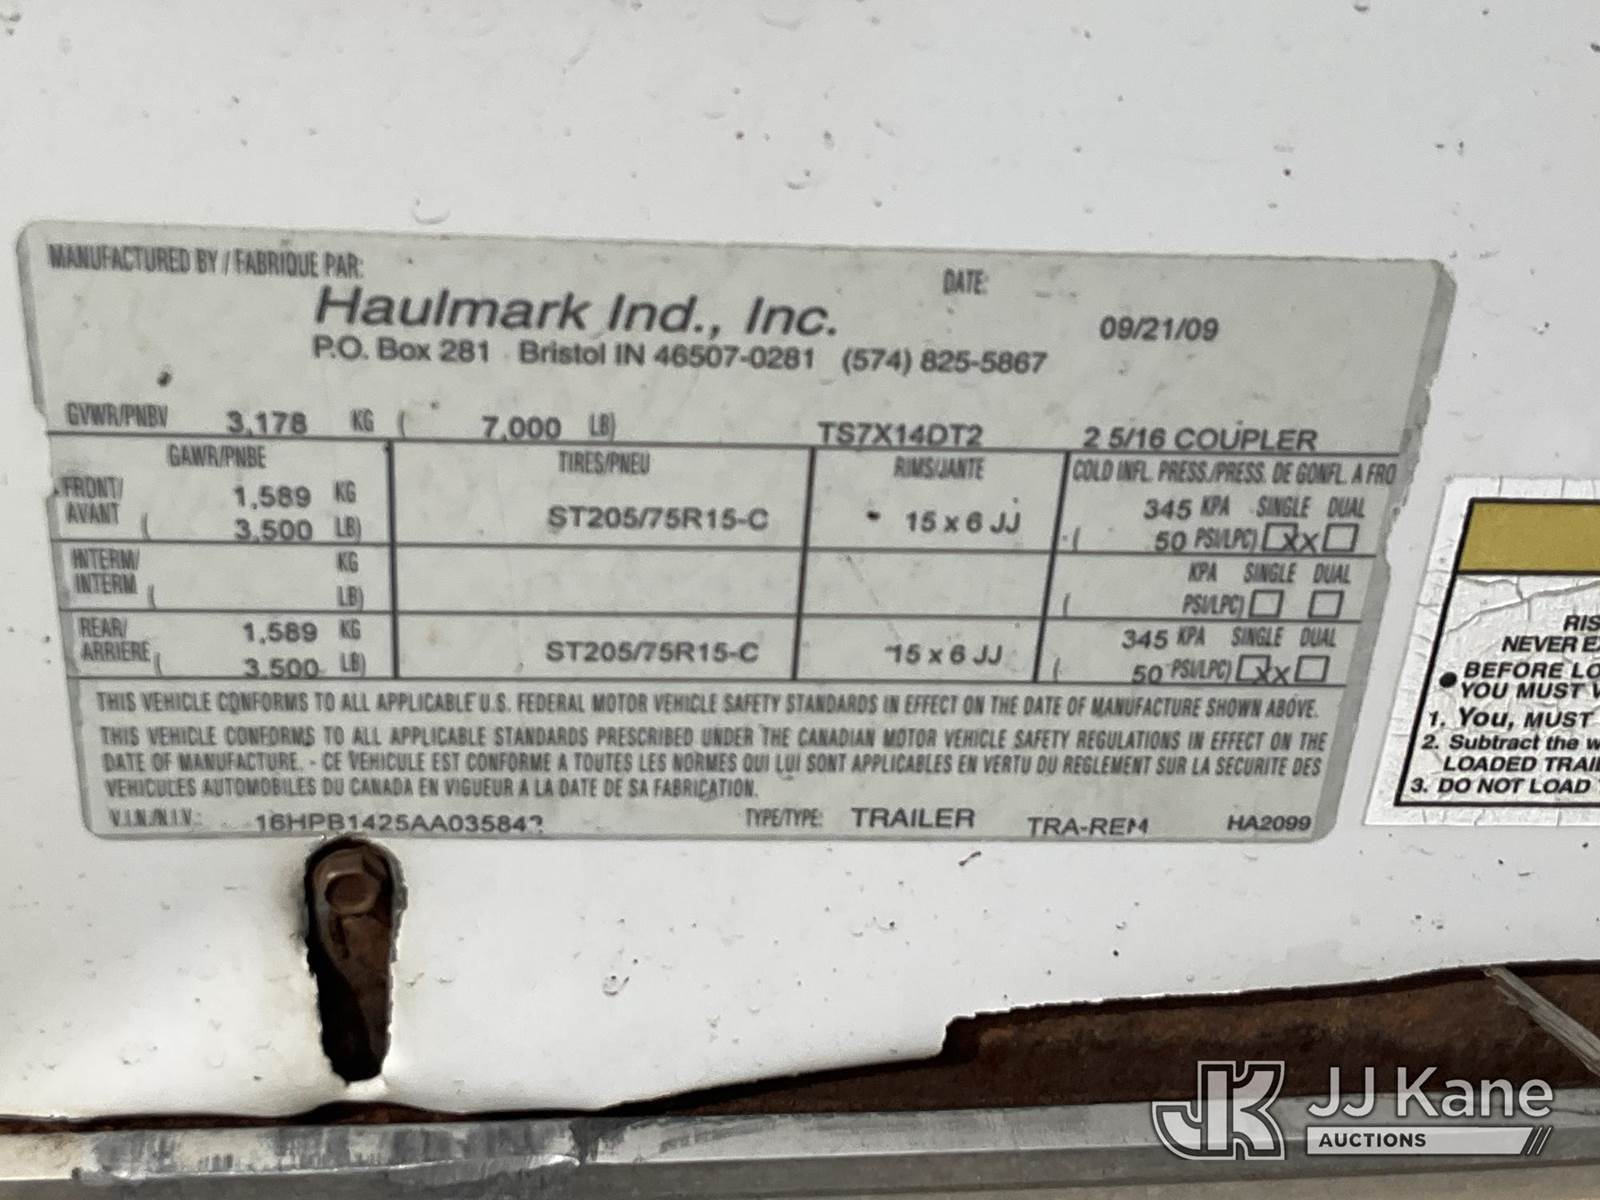 MANUFACTURED BY / FABRIQUE PAR:
DATE:
Haulmark Ind., Inc.
09/21/09
P.O. Box 281 Bristol IN 46507-0281 (574) 825-5867
GVWR/PNBV 3,178 KG ( 7,000 LB) TS7X14DT2 2 5/16 COUPLER
GAWR/PNBE TIRES/PNEU RIMS/JANTE COLD INFL. PRESS./PRESS. DE GONFL. A FRO
FRONT/ 1,589 KG 345 KPA SINGLE DUAL
AVANT ( 3,500 LB) ST205/75R15-C 15 x 6 JJ ( 50 PSI/LPC) XX
INTERM/ KG KPA SINGLE DUAL
INTERM ( LB) ( PSI/LPC)
REAR/ 1,589 KG 345 KPA SINGLE DUAL
ARRIERE ( 3,500 LB) ST205/75R15-C 15 x 6 JJ ( 50 PSI/LPC) XX
THIS VEHICLE CONFORMS TO ALL APPLICABLE U.S. FEDERAL MOTOR VEHICLE SAFETY STANDARDS IN EFFECT ON THE DATE OF MANUFACTURE SHOWN ABOVE.
THIS VEHICLE CONFORMS TO ALL APPLICABLE STANDARDS PRESCRIBED UNDER THE CANADIAN MOTOR VEHICLE SAFETY REGULATIONS IN EFFECT ON THE
DATE OF MANUFACTURE. - CE VEHICULE EST CONFORME A TOUTES LES NORMES QUI LUI SONT APPLICABLES EN VERTU DU REGLEMENT SUR LA SECURITE DES
VEHICULES AUTOMOBILES DU CANADA EN VIGUEUR A LA DATE DE SA FABRICATION.
V.I.N./N.I.V.: TYPE/TYPE: TRAILER TRA-REM HA2099
RIS
NEVER E
• BEFORE LO
YOU MUST
1. You, MUST
2. Subtract the w
LOADED TRAI
3. DO NOT LOAD
JK JJ Kane
AUCTIONS